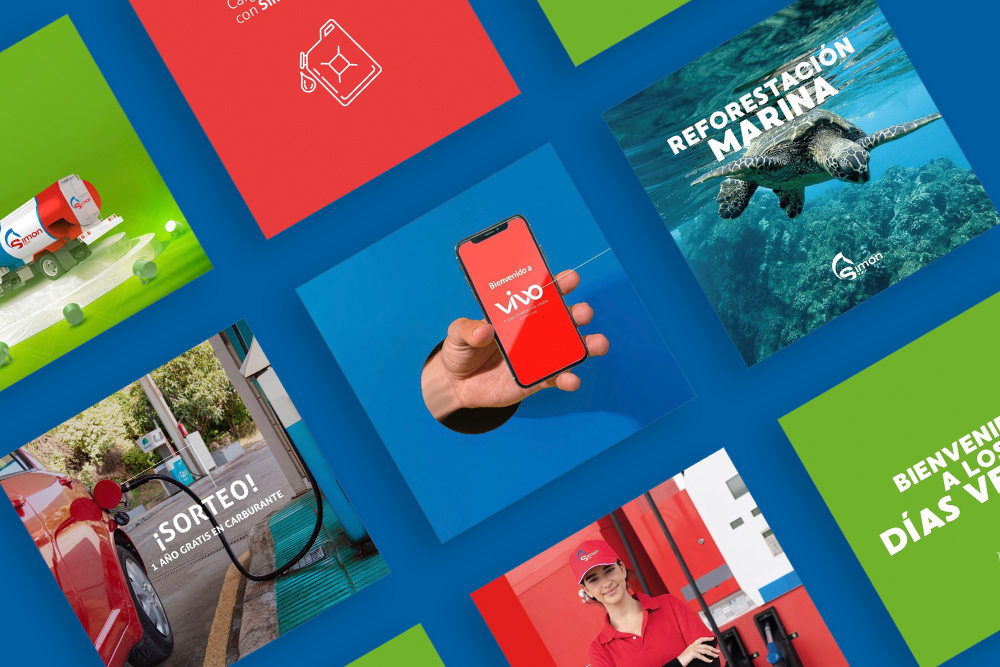 con Sim
REFORESTACIÓN
MARINA
Simon
Simon
Simon
Bienvenido a
vivo
¡SORTEO!
1 AÑO GRATIS EN CARBURANTE
BIENVENI
A LOS
DÍAS VE
Simon